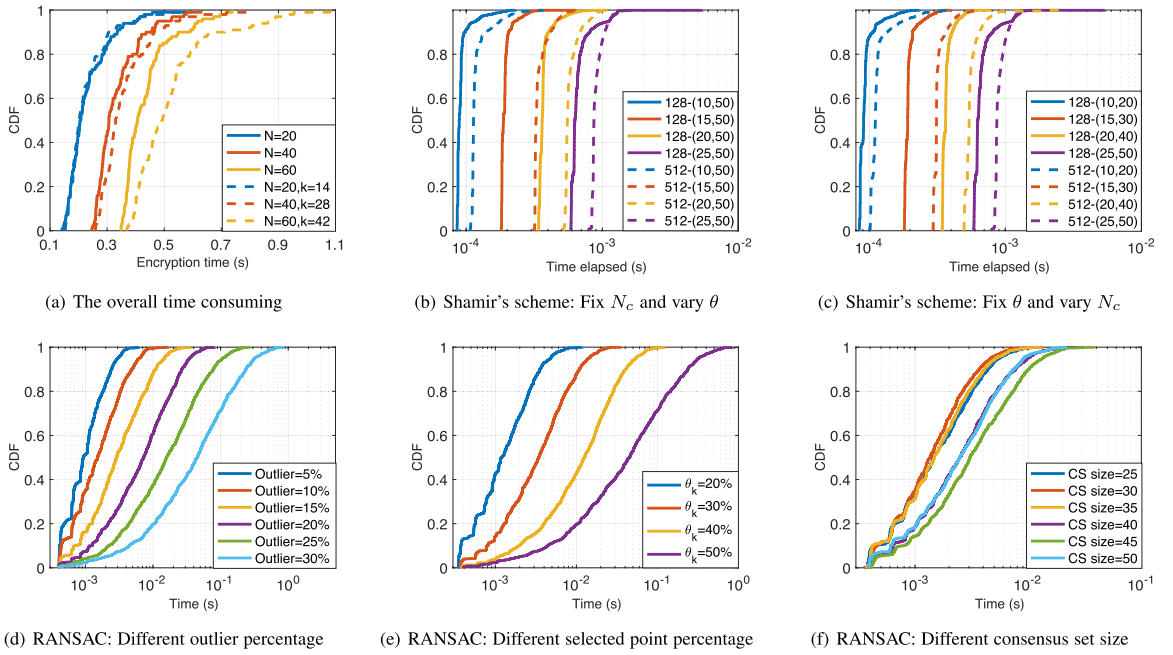 1
0.8
0.6
0.4
0.2
0
CDF
0.1 0.3 0.5 0.7 0.9 1.1
Encryption time (s)
N=20
N=40
N=60
N=20,k=14
N=40,k=28
N=60,k=42
(a) The overall time consuming
1
0.8
0.6
0.4
0.2
0
CDF
10^-4 10^-3 10^-2
Time elapsed (s)
128-(10,50)
128-(15,50)
128-(20,50)
128-(25,50)
512-(10,50)
512-(15,50)
512-(20,50)
512-(25,50)
(b) Shamir's scheme: Fix N_c and vary θ
1
0.8
0.6
0.4
0.2
0
CDF
10^-4 10^-3 10^-2
Time elapsed (s)
128-(10,20)
128-(15,30)
128-(20,40)
128-(25,50)
512-(10,20)
512-(15,30)
512-(20,40)
512-(25,50)
(c) Shamir's scheme: Fix θ and vary N_c
1
0.8
0.6
0.4
0.2
0
CDF
10^-3 10^-2 10^-1 10^0
Time (s)
Outlier=5%
Outlier=10%
Outlier=15%
Outlier=20%
Outlier=25%
Outlier=30%
(d) RANSAC: Different outlier percentage
1
0.8
0.6
0.4
0.2
0
CDF
10^-3 10^-2 10^-1 10^0
Time (s)
θ_k=20%
θ_k=30%
θ_k=40%
θ_k=50%
(e) RANSAC: Different selected point percentage
1
0.8
0.6
0.4
0.2
0
CDF
10^-3 10^-2 10^-1
Time (s)
CS size=25
CS size=30
CS size=35
CS size=40
CS size=45
CS size=50
(f) RANSAC: Different consensus set size